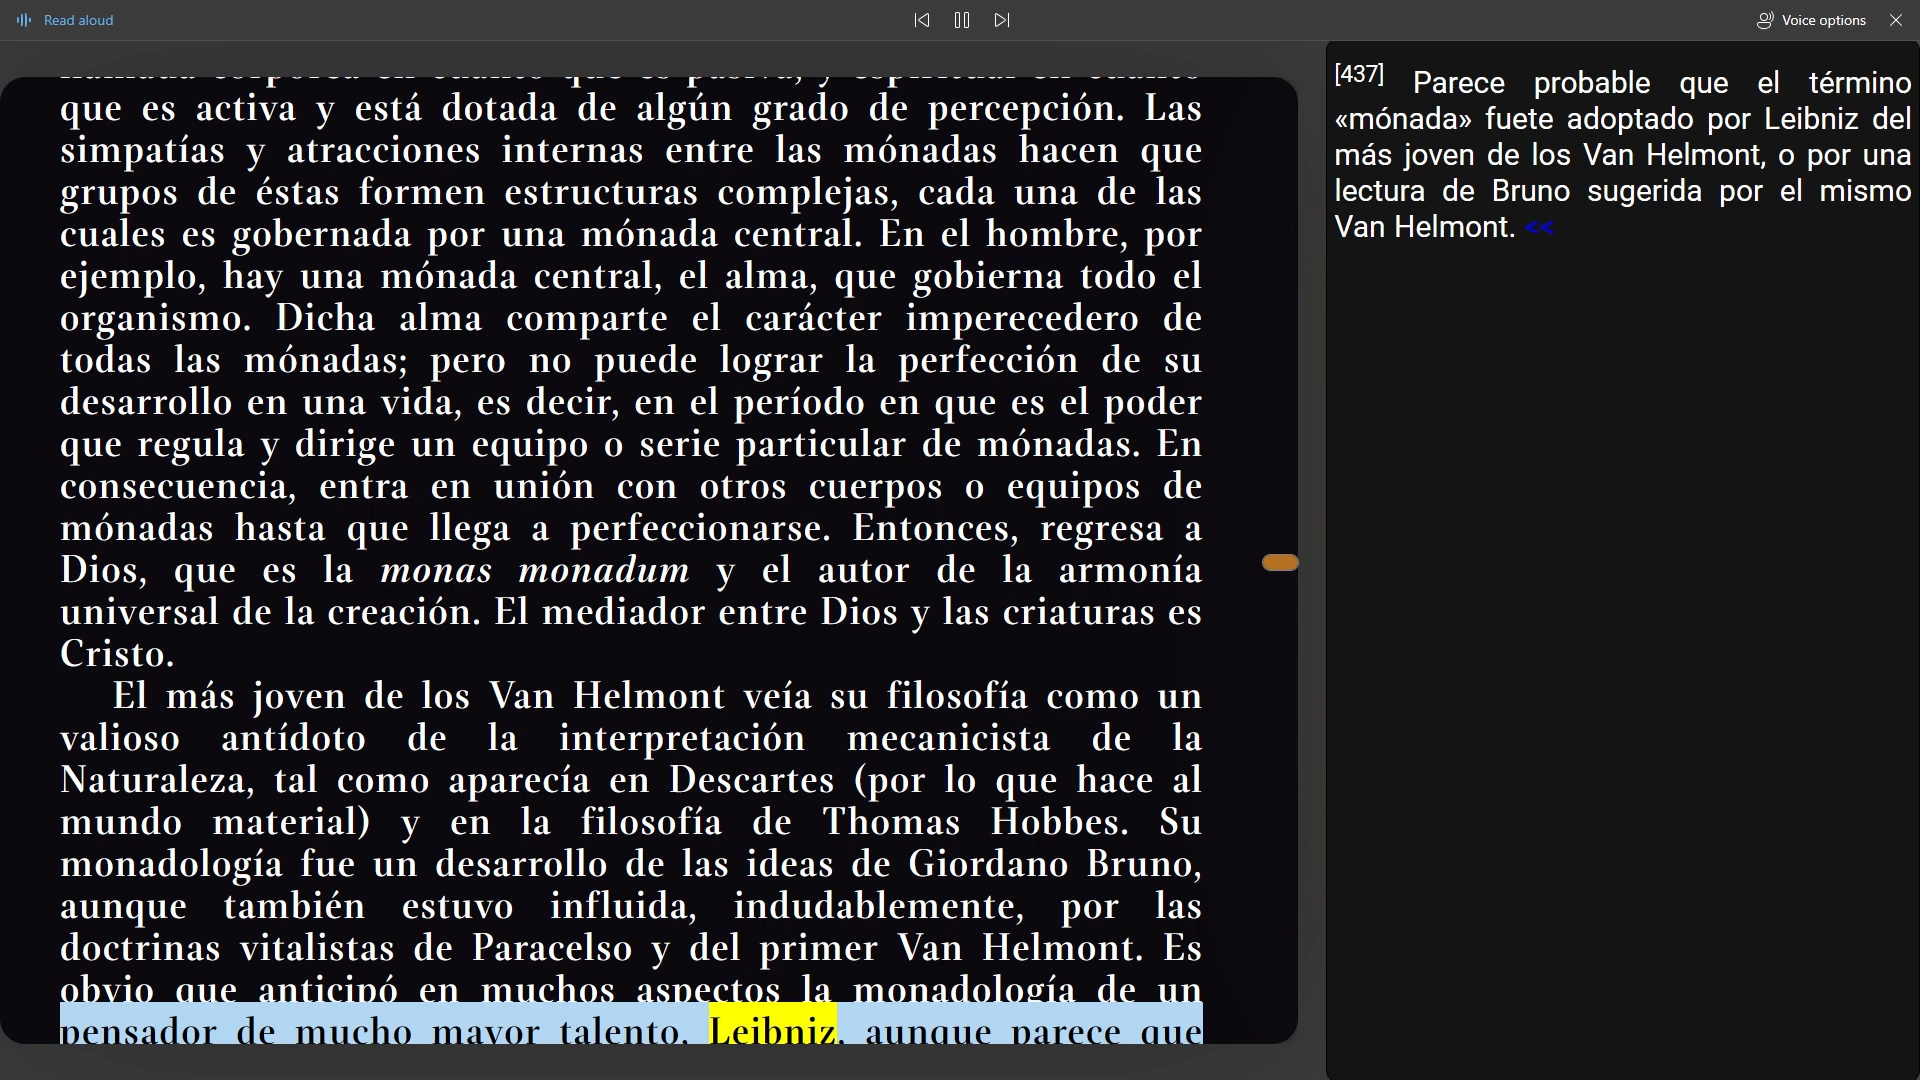 Read aloud
Voice options
que es activa y está dotada de algún grado de percepción. Las
simpatías y atracciones internas entre las mónadas hacen que
grupos de éstas formen estructuras complejas, cada una de las
cuales es gobernada por una mónada central. En el hombre, por
ejemplo, hay una mónada central, el alma, que gobierna todo el
organismo. Dicha alma comparte el carácter imperecedero de
todas las mónadas; pero no puede lograr la perfección de su
desarrollo en una vida, es decir, en el período en que es el poder
que regula y dirige un equipo o serie particular de mónadas. En
consecuencia, entra en unión con otros cuerpos o equipos de
mónadas hasta que llega a perfeccionarse. Entonces, regresa a
Dios, que es la monas monadum y el autor de la armonía
universal de la creación. El mediador entre Dios y las criaturas es
Cristo.
El más joven de los Van Helmont veía su filosofía como un
valioso antídoto de la interpretación mecanicista de la
Naturaleza, tal como aparecía en Descartes (por lo que hace al
mundo material) y en la filosofía de Thomas Hobbes. Su
monadología fue un desarrollo de las ideas de Giordano Bruno,
aunque también estuvo influida, indudablemente, por las
doctrinas vitalistas de Paracelso y del primer Van Helmont. Es
obvio que anticipó en muchos aspectos la monadología de un
pensador de mucho mayor talento, Leibniz, aunque parece que
[437] Parece probable que el término
«mónada» fuete adoptado por Leibniz del
más joven de los Van Helmont, o por una
lectura de Bruno sugerida por el mismo
Van Helmont. <<